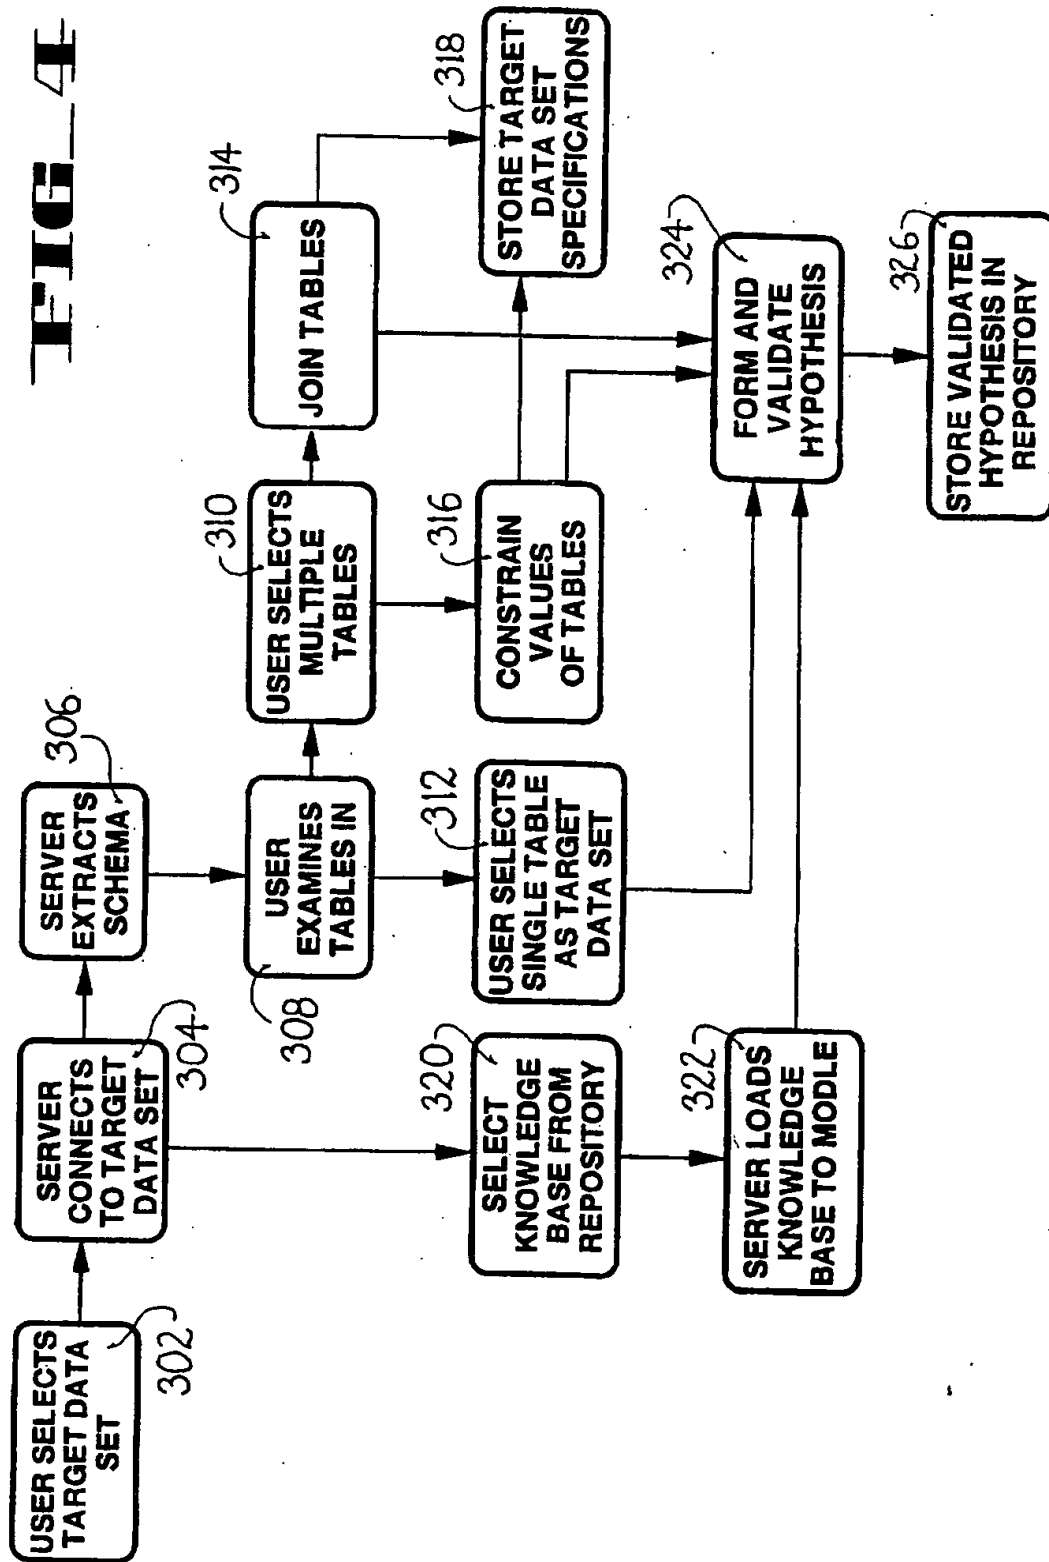 FIG_4
USER SELECTS
TARGET DATA
SET
302
SERVER
CONNECTS
TO TARGET
DATA SET
304
SERVER
EXTRACTS
SCHEMA
306
USER
EXAMINES
TABLES IN
308
USER SELECTS
MULTIPLE
TABLES
310
JOIN TABLES
314
SELECT
KNOWLEDGE
BASE FROM
REPOSITORY
320
USER SELECTS
SINGLE TABLE
AS TARGET
DATA SET
312
CONSTRAIN
VALUES
OF TABLES
316
STORE TARGET
DATA SET
SPECIFICATIONS
318
SERVER LOADS
KNOWLEDGE
BASE TO MODLE
322
FORM AND
VALIDATE
HYPOTHESIS
324
STORE VALIDATED
HYPOTHESIS IN
REPOSITORY
326